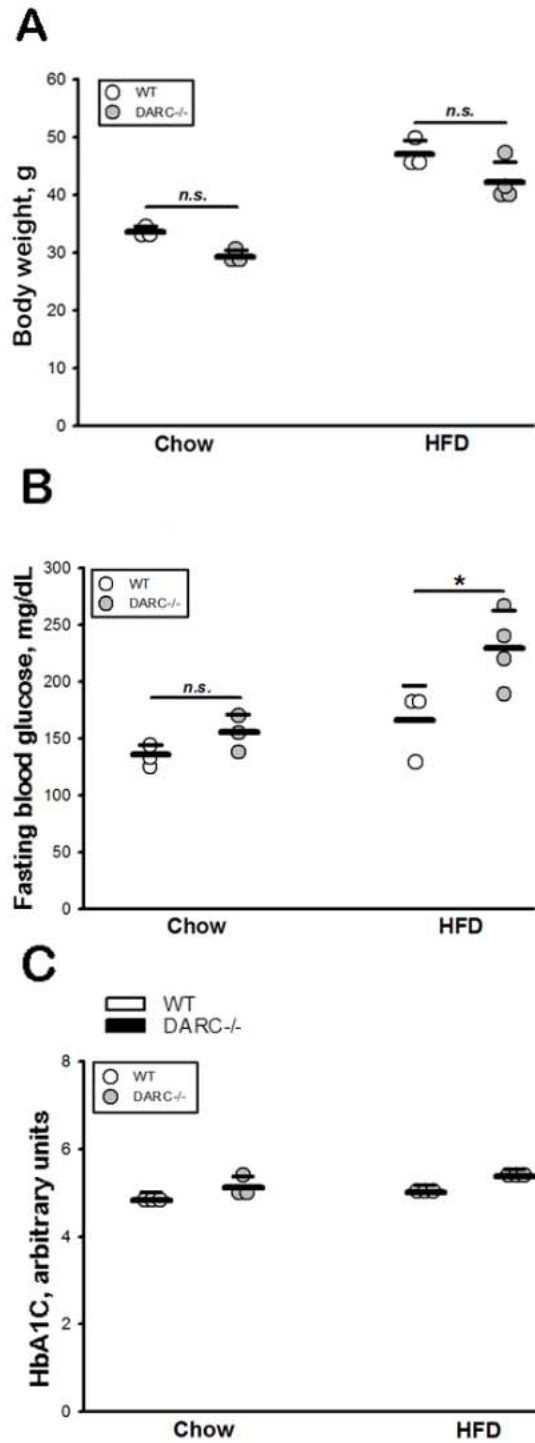 A
Body weight, g
60
50
40
30
20
10
0
WT
DARC-/-
n.s.
n.s.
Chow
HFD
B
Fasting blood glucose, mg/dL
300
250
200
150
100
50
0
WT
DARC-/-
n.s.
*
Chow
HFD
C
WT
DARC-/-
HbA1C, arbitrary units
8
6
4
2
0
WT
DARC-/-
Chow
HFD